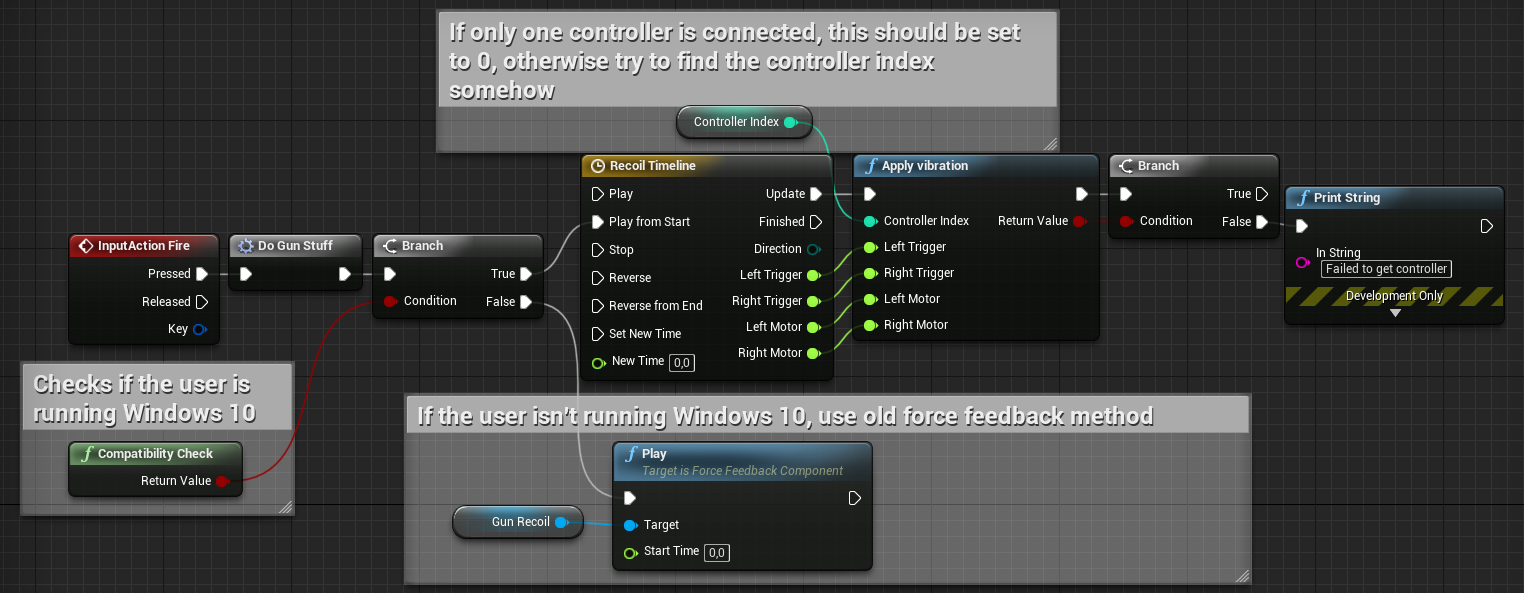 If only one controller is connected, this should be set
to 0, otherwise try to find the controller index
somehow
Controller Index
Recoil Timeline
Play
Update
Play from Start
Finished
Stop
Direction
Reverse
Left Trigger
Reverse from End
Right Trigger
Set New Time
Left Motor
New Time 0,0
Right Motor
Apply vibration
Controller Index
Return Value
Left Trigger
Right Trigger
Left Motor
Right Motor
Branch
True
Condition
False
Print String
In String
Failed to get controller
Development Only
InputAction Fire
Pressed
Released
Key
Do Gun Stuff
Branch
True
Condition
False
Checks if the user is
running Windows 10
Compatibility Check
Return Value
If the user isn't running Windows 10, use old force feedback method
Play
Target is Force Feedback Component
Gun Recoil
Target
Start Time 0,0